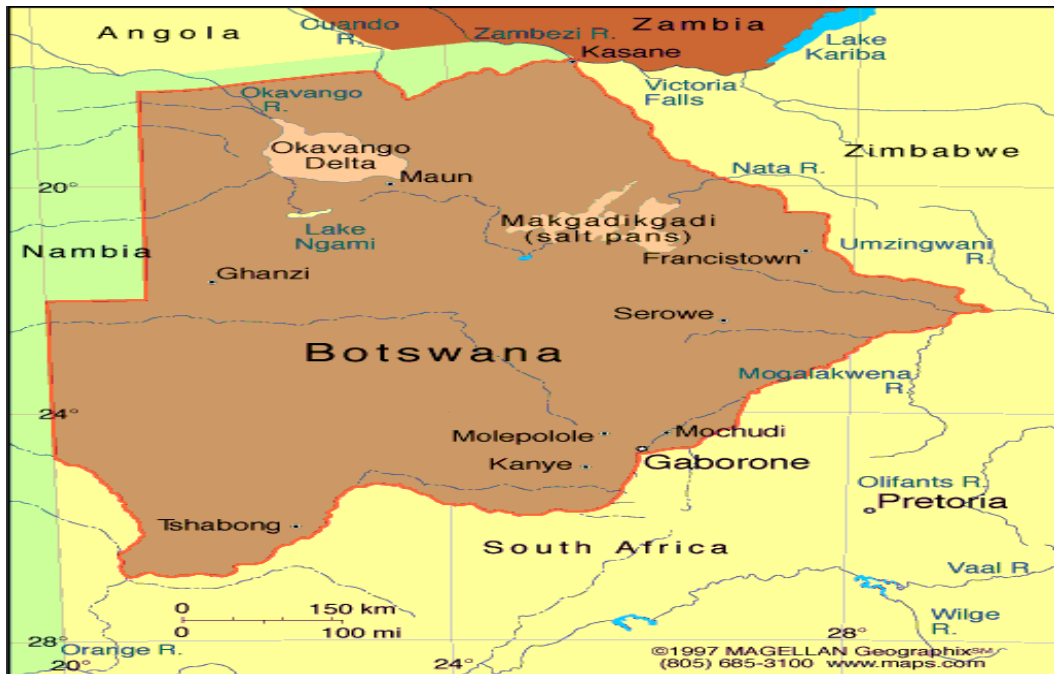 Angola
Cuando
R.
Zambezi R.
Zambia
Kasane
Lake
Kariba
Victoria
Falls
Okavango
R.
Okavango
Delta
Maun
Zimbabwe
Nata R.
20°
Makgadikgadi
(salt pans)
Lake
Ngami
Nambia
Umzingwani
R.
Francistown
Ghanzi
Serowe
Botswana
Mogalakwena
R.
24°
Molepolole
Mochudi
Kanye
Gaborone
Olifants R.
Pretoria
Tshabong
South Africa
Vaal R.
0 150 km
0 100 mi
Wilge
R.
28°
Orange R.
20°
24°
28°
©1997 MAGELLAN Geographix℠
(805) 685-3100 www.maps.com